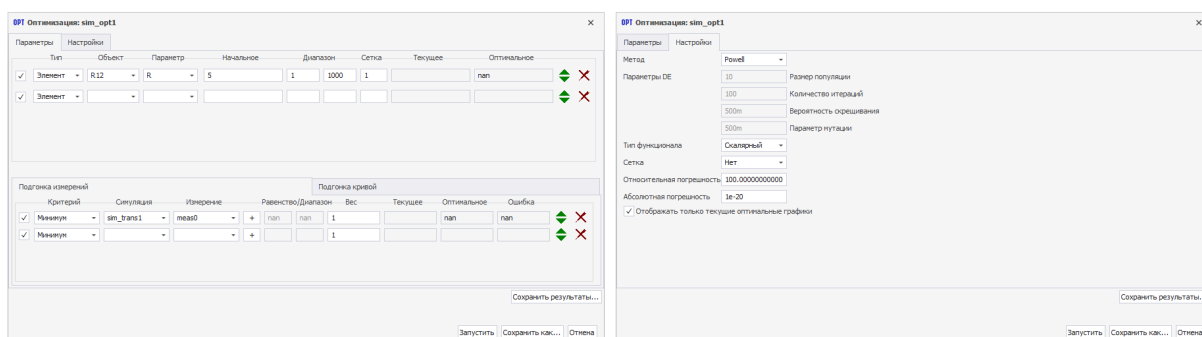 OPT Оптимизация: sim_opt1
Параметры Настройки
Тип Объект Параметр Начальное Диапазон Сетка Текущее Оптимальное
Элемент R12 R 5 1 1000 1 nan
Элемент
Подгонка измерений Подгонка кривой
Критерий Симуляция Измерение Равенство/Диапазон Вес Текущее Оптимальное Ошибка
Минимум sim_trans1 meas0 + nan nan 1 nan nan
Минимум + 1
Сохранить результаты...
Запустить Сохранить как... Отмена
OPT Оптимизация: sim_opt1
Параметры Настройки
Метод Powell
Параметры DE 10 Размер популяции
100 Количество итераций
500m Вероятность скрещивания
500m Параметр мутации
Тип функционала Скалярный
Сетка Нет
Относительная погрешность 100.00000000000
Абсолютная погрешность 1e-20
Отображать только текущие оптимальные графики
Сохранить результаты.
Запустить Сохранить как... Отмена